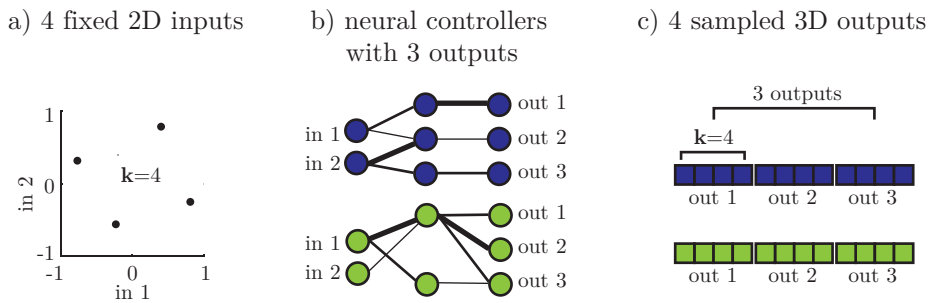 a) 4 fixed 2D inputs
1
0
-1
in 2
k=4
-1
0
1
in 1
b) neural controllers
with 3 outputs
in 1
in 2
out 1
out 2
out 3
in 1
in 2
out 1
out 2
out 3
c) 4 sampled 3D outputs
3 outputs
k=4
out 1 out 2 out 3
out 1 out 2 out 3